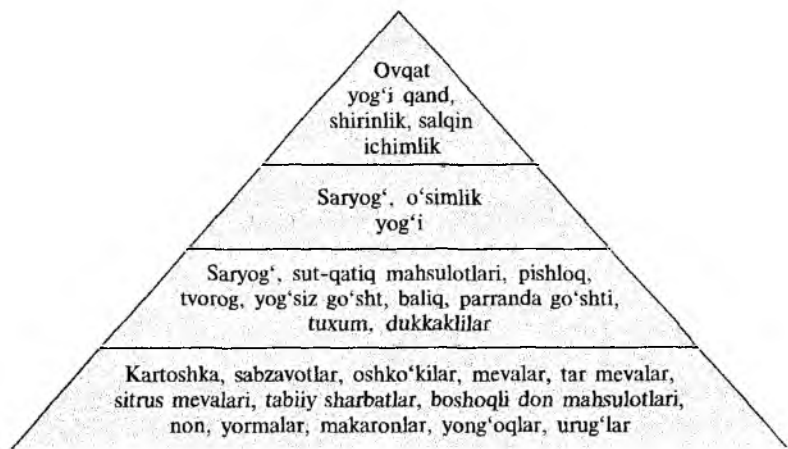 Ovqat
yog‘i qand,
shirinlik, salqin
ichimlik
Saryog‘, o‘simlik
yog‘i
Saryog‘, sut-qatiq mahsulotlari, pishloq,
tvorog, yog‘siz go‘sht, baliq, parranda go‘shti,
tuxum, dukkaklilar
Kartoshka, sabzavotlar, oshko‘kilar, mevalar, tar mevalar,
sitrus mevalari, tabiiy sharbatlar, boshoqli don mahsulotlari,
non, yormalar, makaronlar, yong‘oqlar, urug‘lar